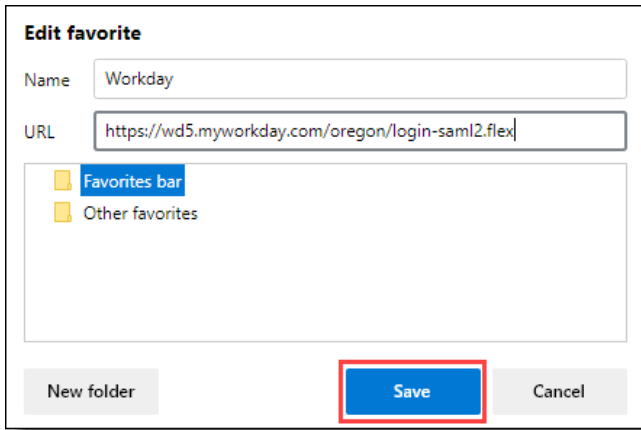 Edit favorite
Name Workday
URL https://wd5.myworkday.com/oregon/login-saml2.flex
Favorites bar
Other favorites
New folder Save Cancel